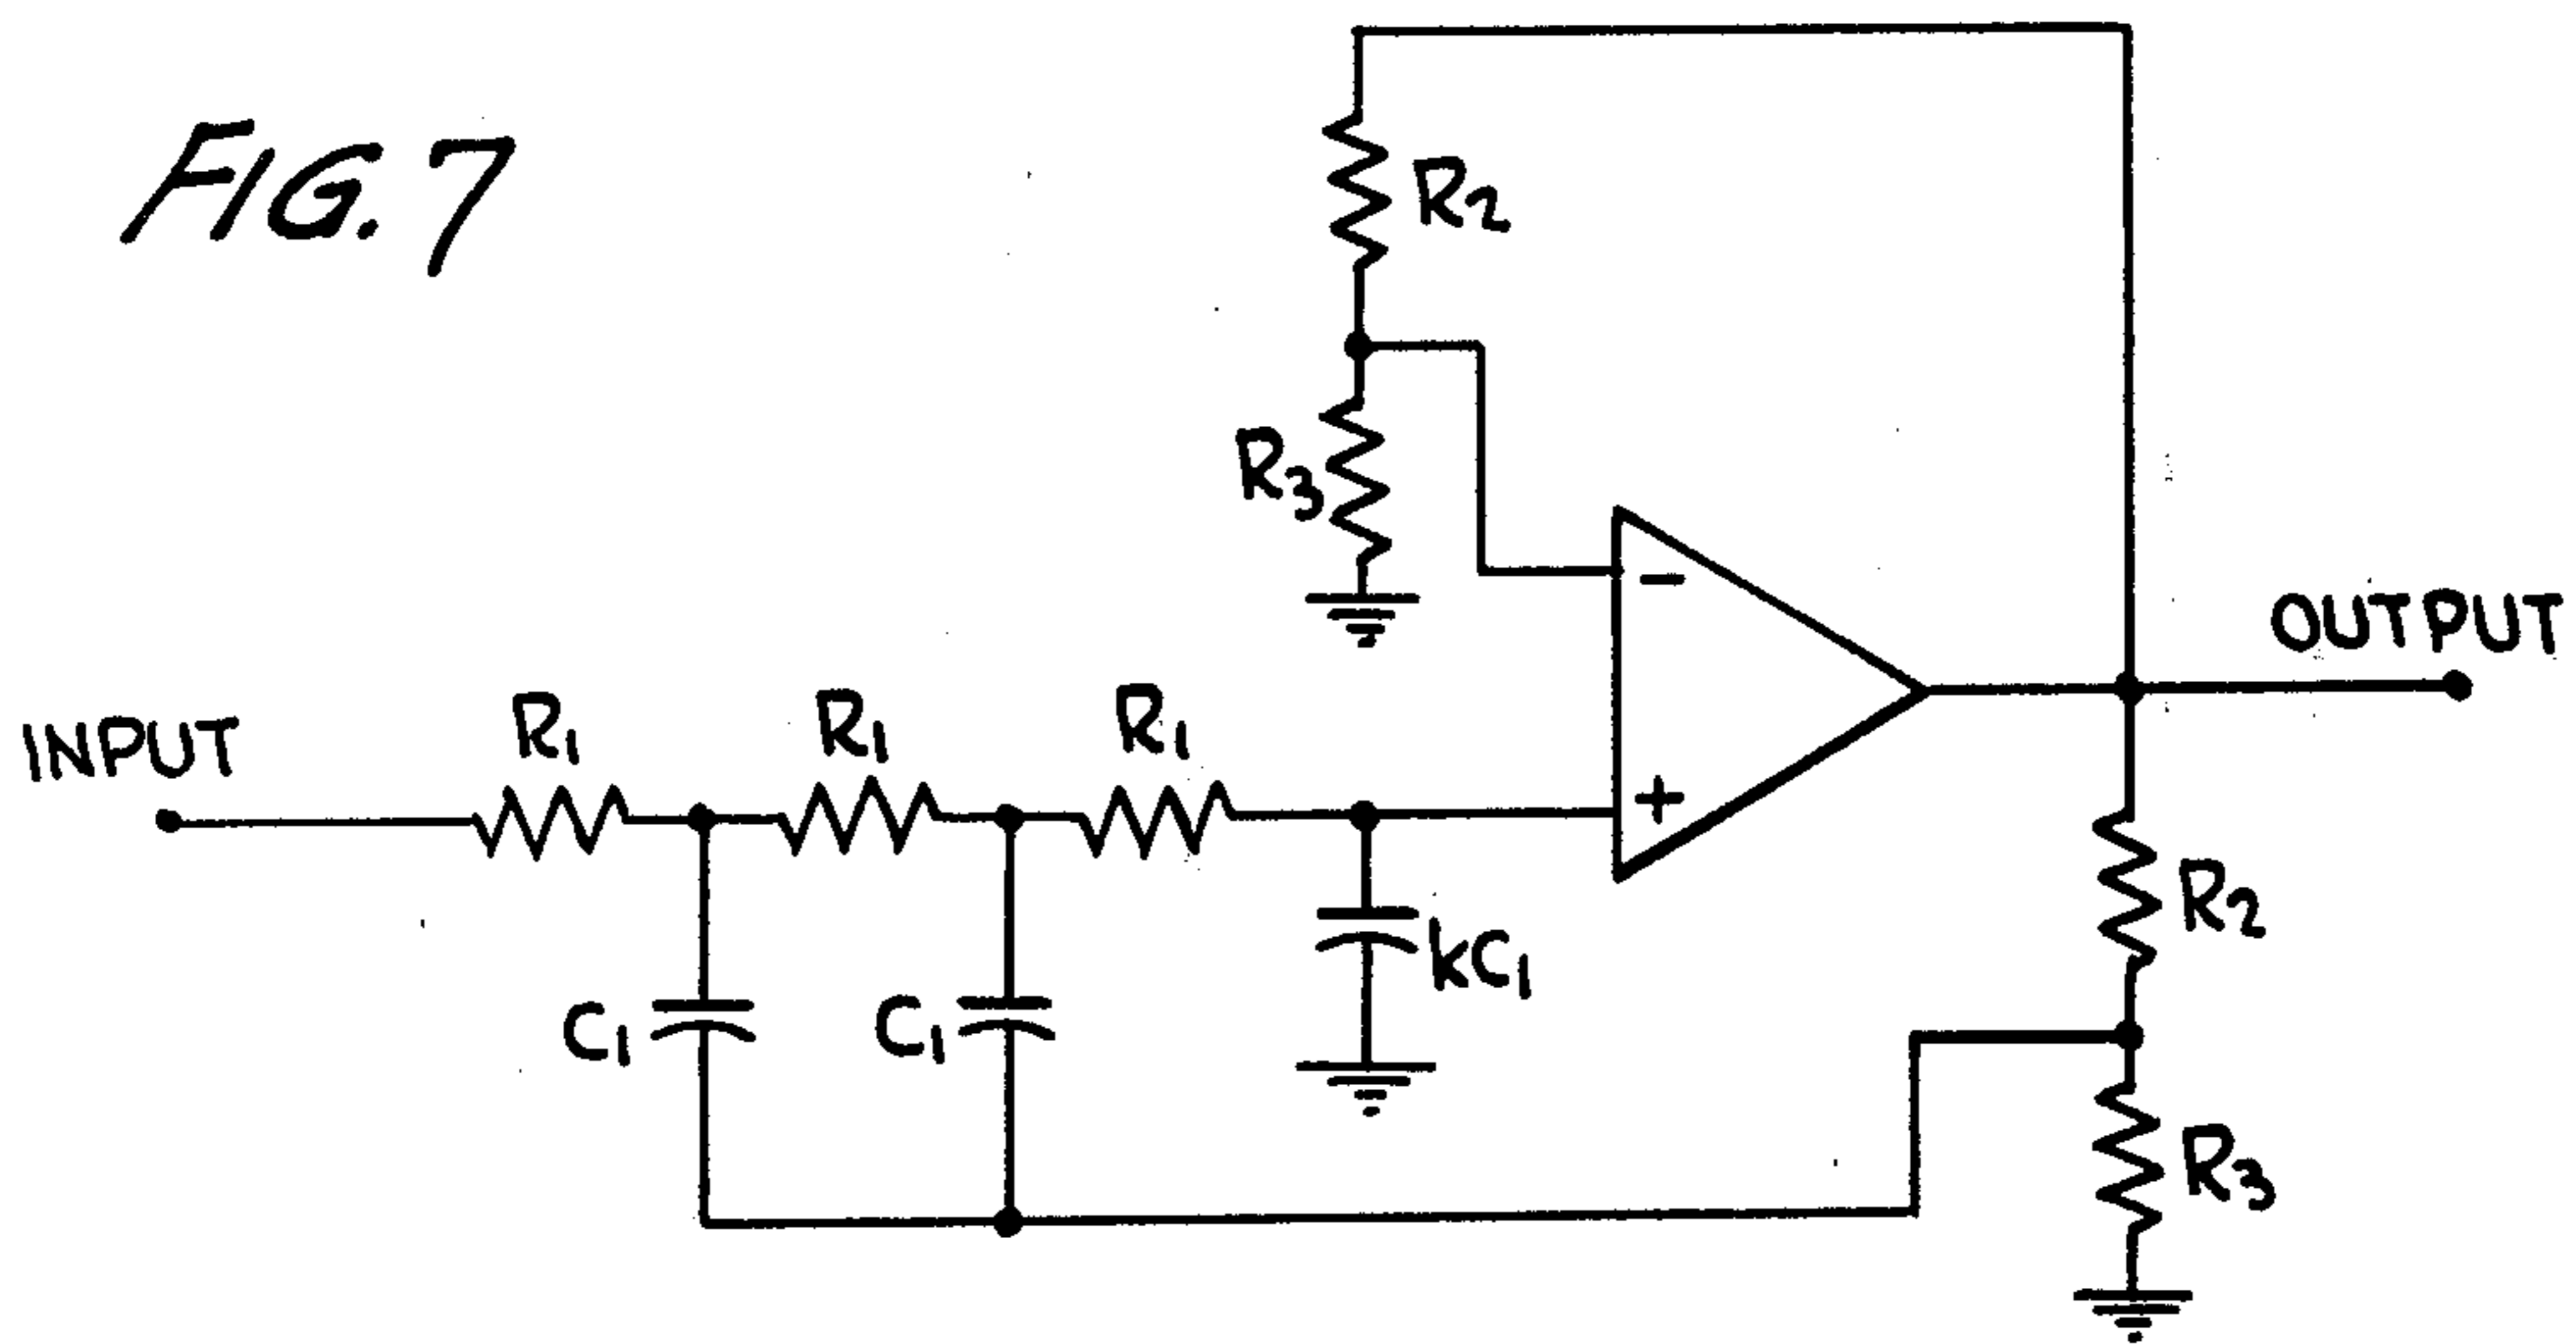 FIG. 7
R2
R3
−
+
OUTPUT
INPUT
R1
R1
R1
kC1
C1
C1
R2
R3